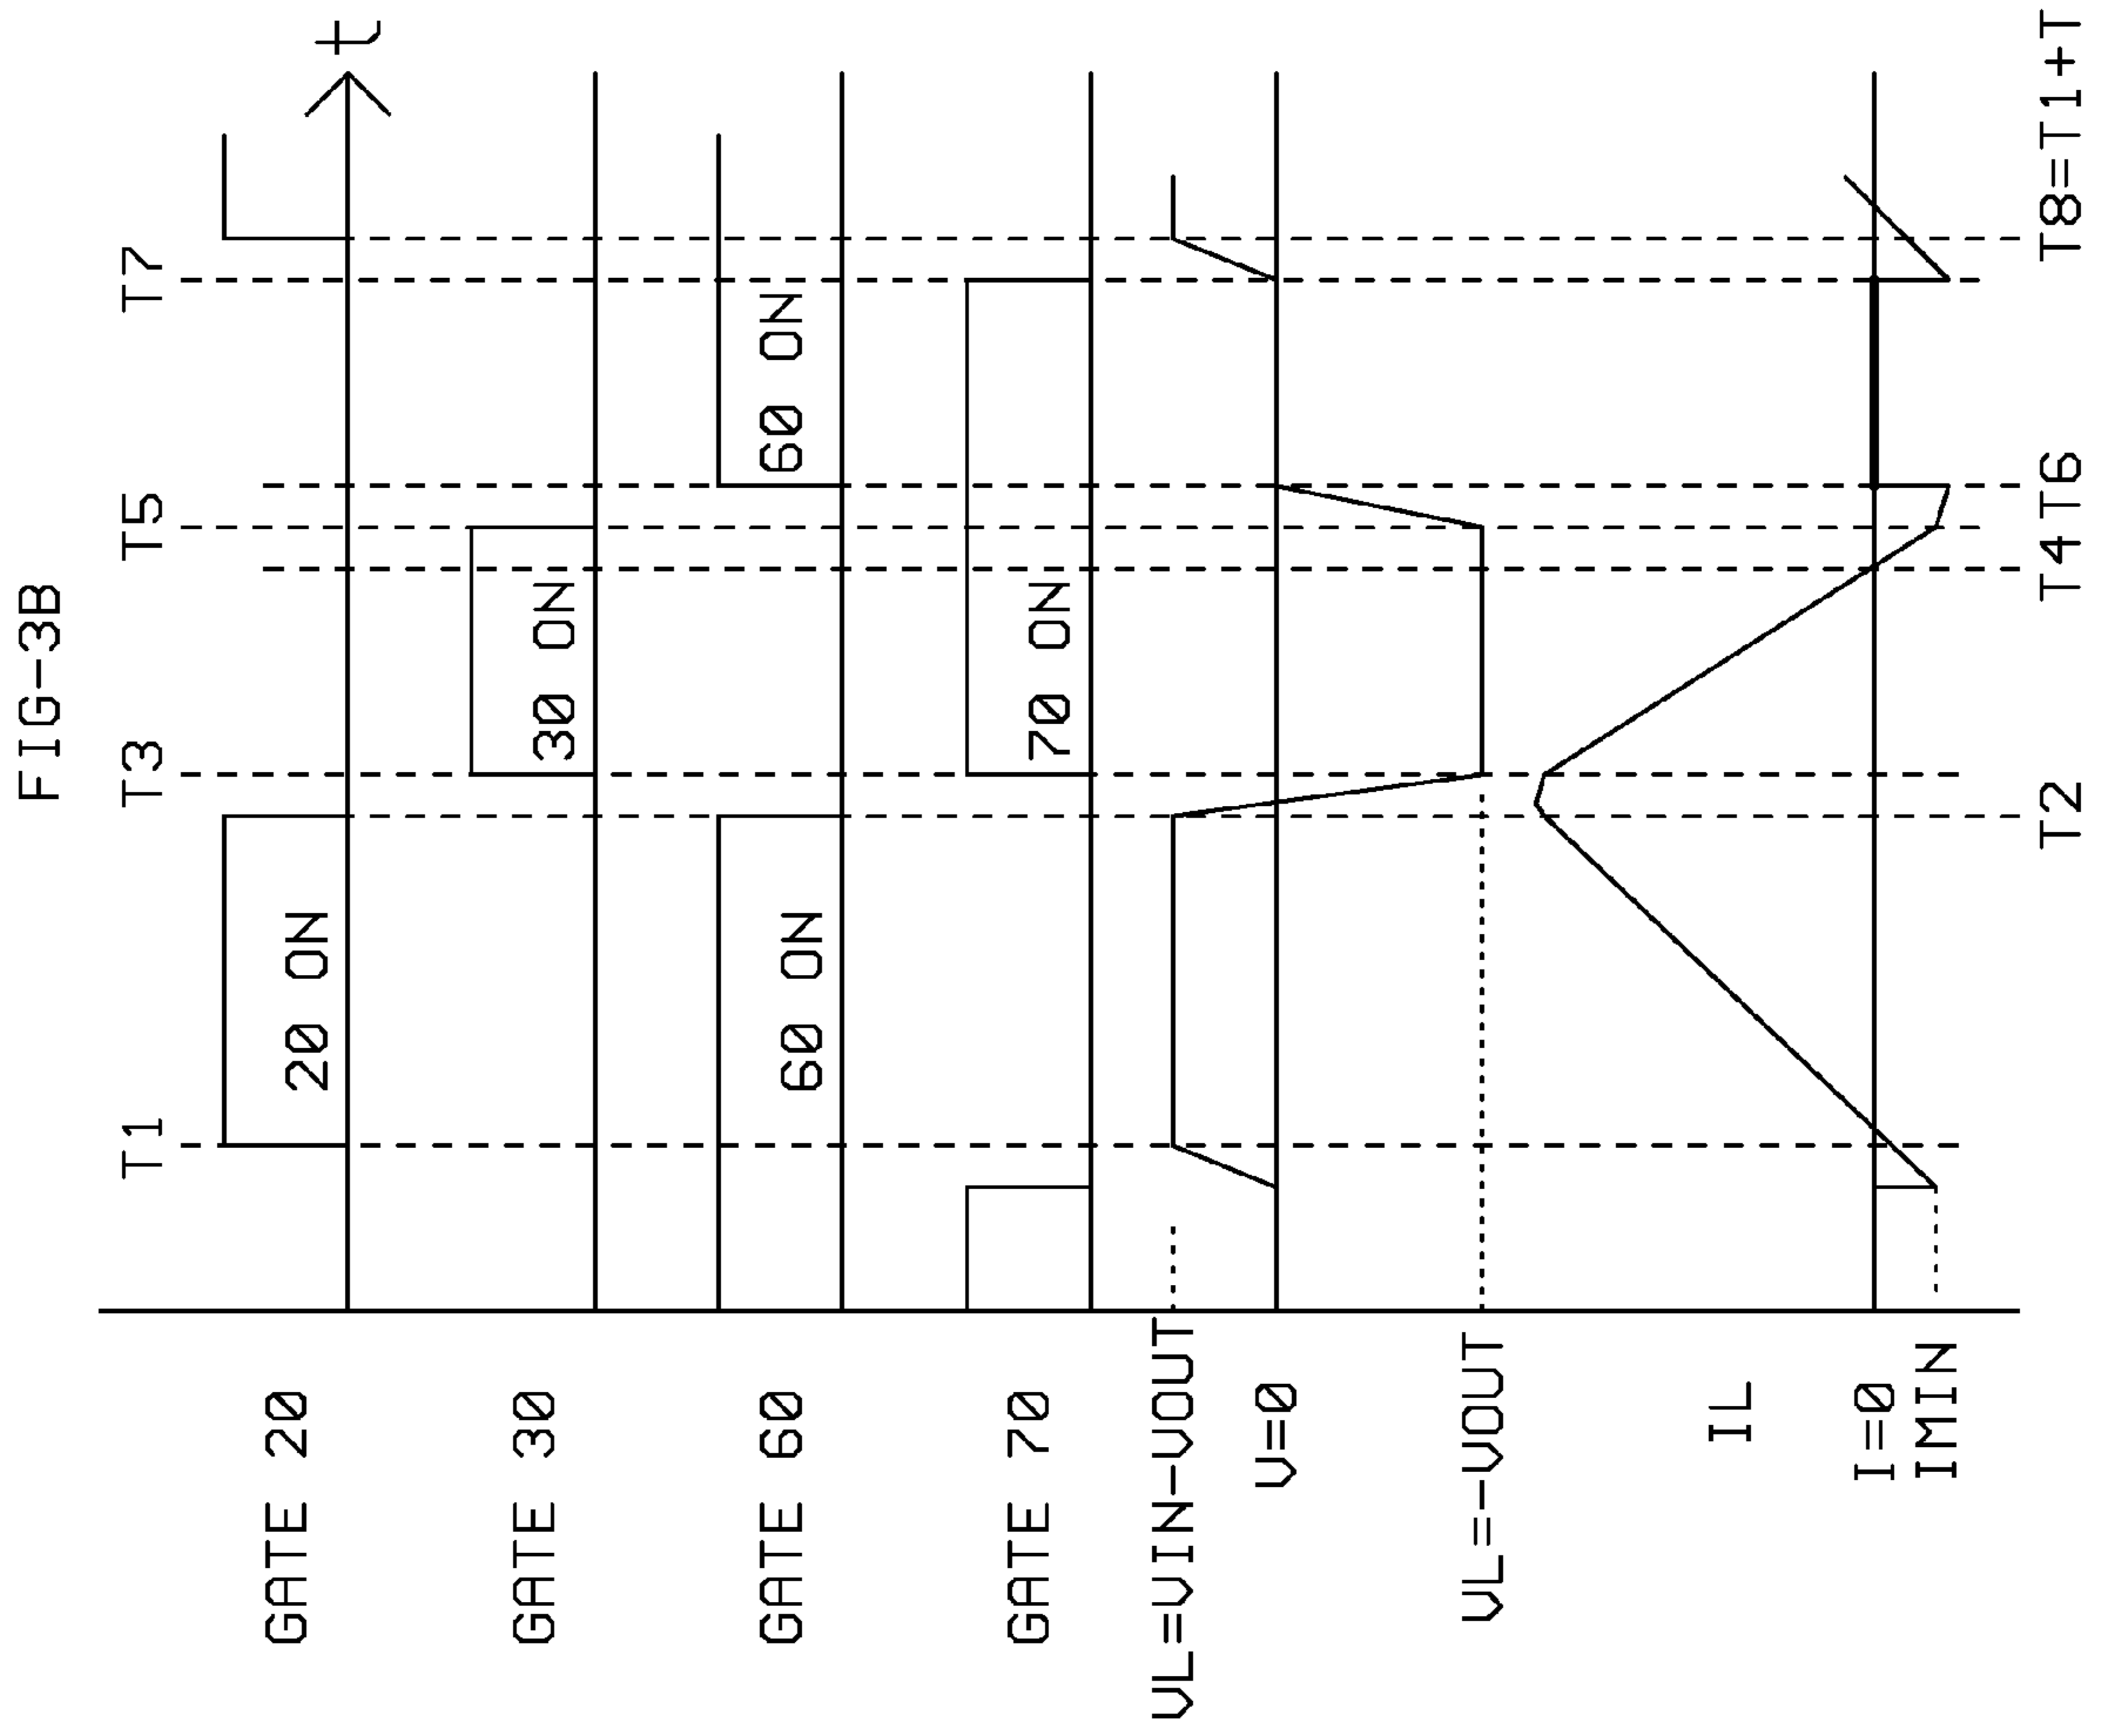 FIG-3B
T1
T3
T5
T7
t
GATE 20
20 ON
GATE 30
30 ON
GATE 60
60 ON
60 ON
GATE 70
70 ON
VL=VIN-VOUT
V=0
VL=-VOUT
IL
I=0
IMIN
T2
T4
T6
T8=T1+T